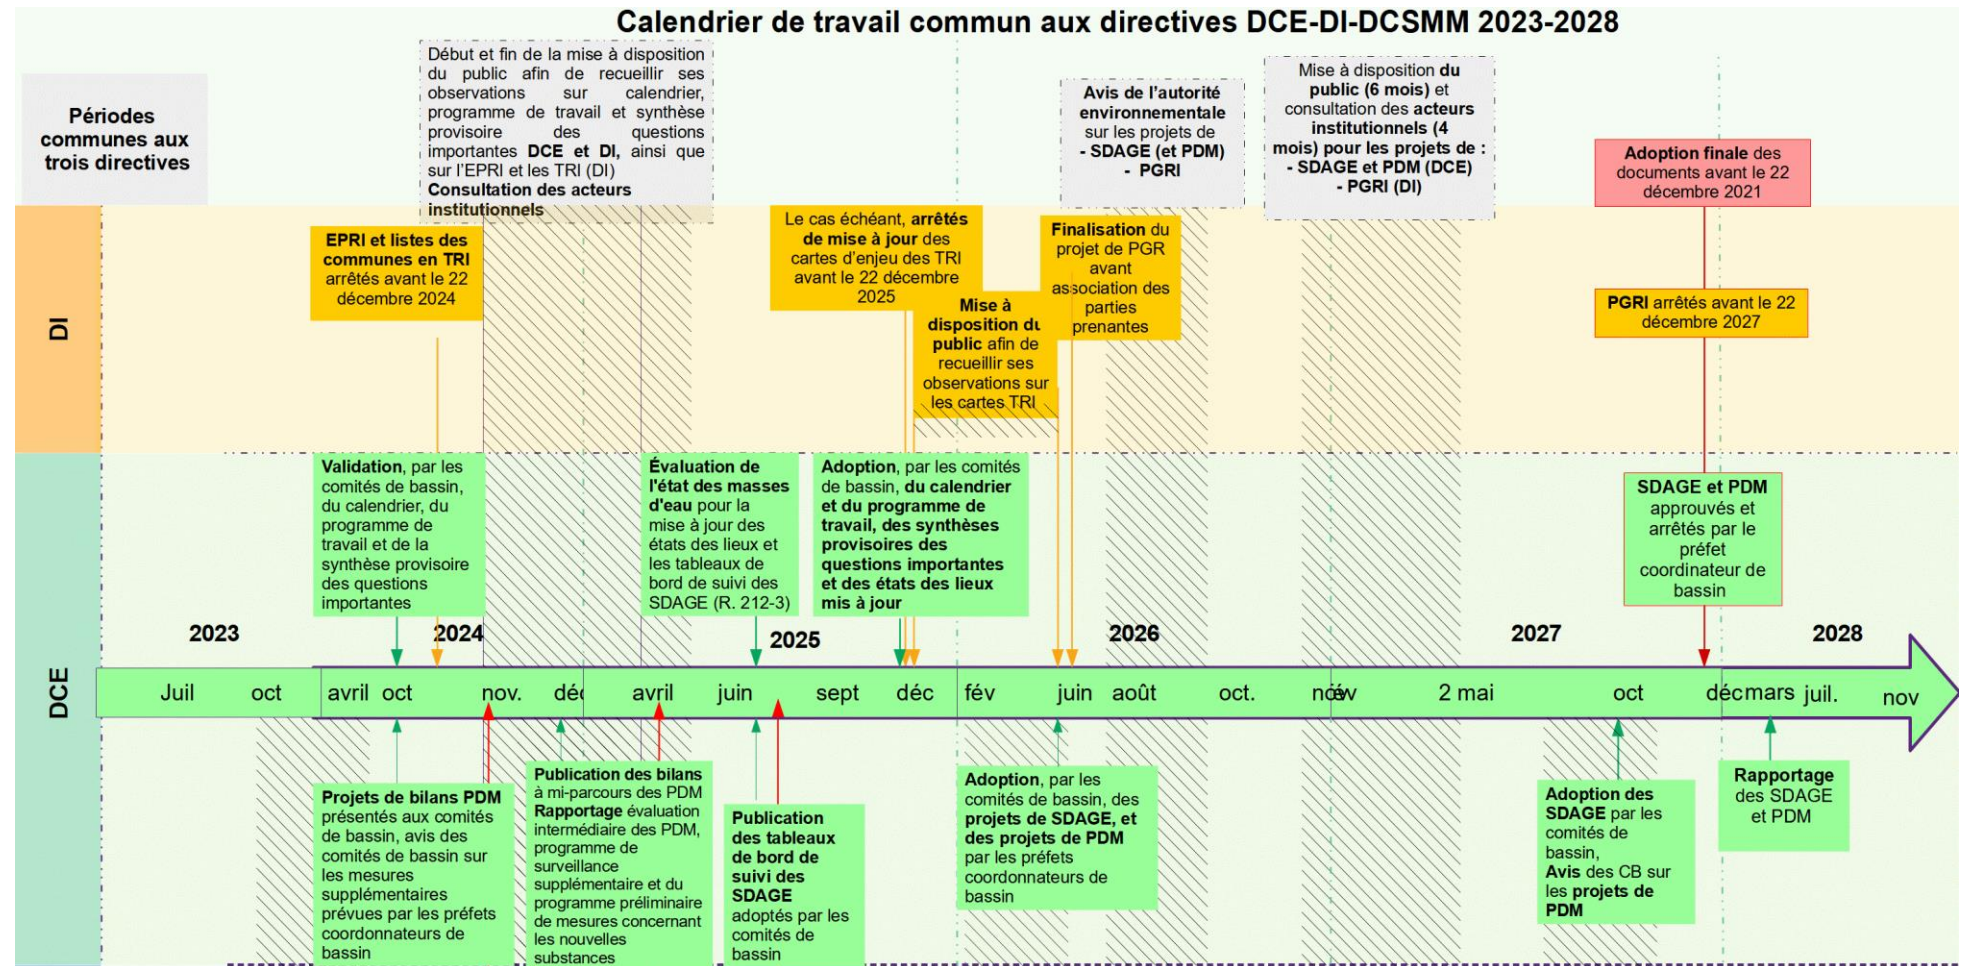 Calendrier de travail commun aux directives DCE-DI-DCSMM 2023-2028
Périodes
communes aux
trois directives
Début et fin de la mise à disposition
du public afin de recueillir ses
observations sur calendrier,
programme de travail et synthèse
provisoire des questions
importantes DCE et DI, ainsi que
sur l'EPRI et les TRI (DI)
Consultation des acteurs
institutionnels
Avis de l'autorité
environnementale
sur les projets de
- SDAGE (et PDM)
- PGRI
Mise à disposition du
public (6 mois) et
consultation des acteurs
institutionnels (4
mois) pour les projets de :
- SDAGE et PDM (DCE)
- PGRI (DI)
Adoption finale des
documents avant le 22
décembre 2021
DI
EPRI et listes des
communes en TRI
arrêtés avant le 22
décembre 2024
Le cas échéant, arrêtés
de mise à jour des
cartes d'enjeu des TRI
avant le 22 décembre
2025
Mise à
disposition du
public afin de
recueillir ses
observations sur
les cartes TRI
Finalisation du
projet de PGR
avant
association des
parties
prenantes
PGRI arrêtés avant le 22
décembre 2027
DCE
Validation, par les
comités de bassin,
du calendrier, du
programme de
travail et de la
synthèse provisoire
des questions
importantes
Évaluation de
l'état des masses
d'eau pour la
mise à jour des
états des lieux et
les tableaux de
bord de suivi des
SDAGE (R. 212-3)
Adoption, par les comités
de bassin, du calendrier
et du programme de
travail, des synthèses
provisoires des
questions importantes
et des états des lieux
mis à jour
SDAGE et PDM
approuvés et
arrêtés par le
préfet
coordinateur de
bassin
2023 2024 2025 2026 2027 2028
Juil oct avril oct nov. déc avril juin sept déc fév juin août oct. nov 2 mai oct déc mars juil. nov
Projets de bilans PDM
présentés aux comités
de bassin, avis des
comités de bassin sur
les mesures
supplémentaires
prévues par les préfets
coordonnateurs de
bassin
Publication des bilans
à mi-parcours des PDM
Rapportage évaluation
intermédiaire des PDM,
programme de
surveillance
supplémentaire et du
programme préliminaire
de mesures concernant
les nouvelles
substances
Publication
des tableaux
de bord de
suivi des
SDAGE
adoptés par les
comités de
bassin
Adoption, par les
comités de bassin, des
projets de SDAGE, et
des projets de PDM
par les préfets
coordonnateurs de
bassin
Adoption des
SDAGE par les
comités de
bassin,
Avis des CB sur
les projets de
PDM
Rapportage
des SDAGE
et PDM